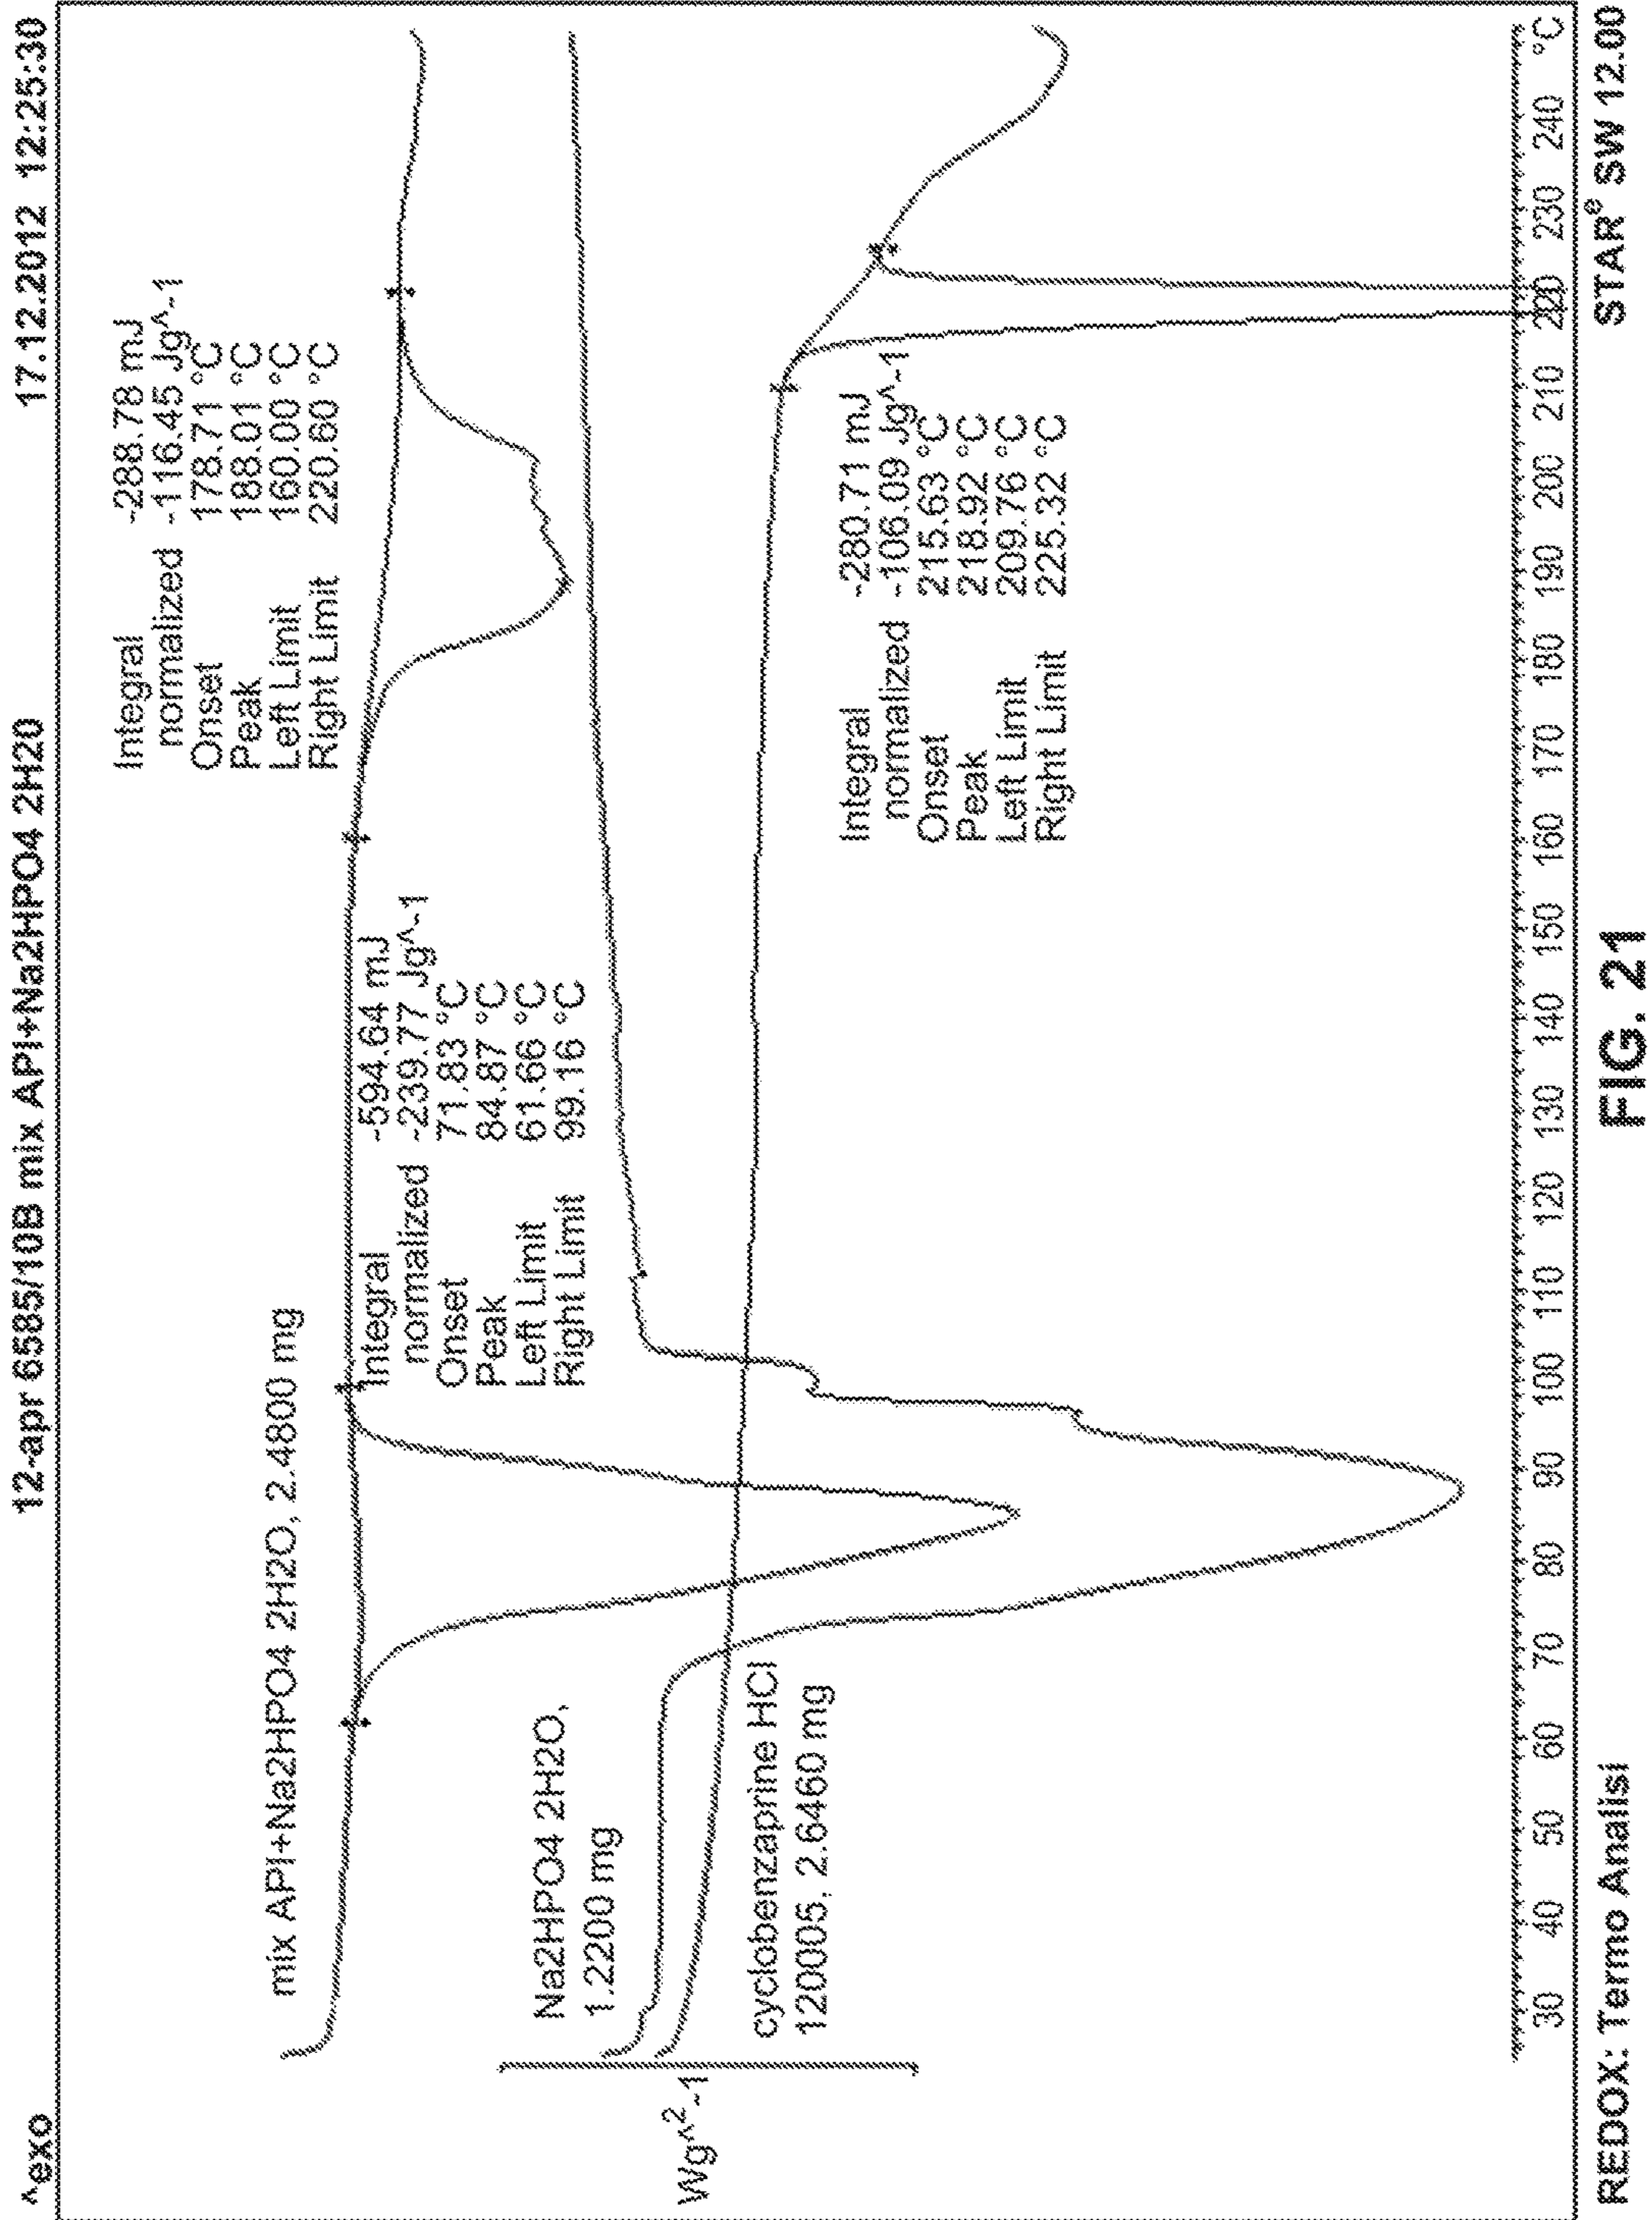 ^exo
12-apr 6585/10B mix API+Na2HPO4 2H20
17.12.2012 12:25:30
mix API+Na2HPO4 2H2O, 2.4800 mg
Integral -288.78 mJ
normalized -116.45 Jg^-1
Onset 178.71 °C
Peak 188.01 °C
Left Limit 160.00 °C
Right Limit 220.60 °C
Integral -594.64 mJ
normalized -239.77 Jg^-1
Onset 71.83 °C
Peak 84.87 °C
Left Limit 61.66 °C
Right Limit 99.16 °C
Na2HPO4 2H2O,
1.2200 mg
Wg^-1
2
cyclobenzaprine HCl
120005, 2.6460 mg
Integral -280.71 mJ
normalized -106.09 Jg^-1
Onset 215.63 °C
Peak 218.92 °C
Left Limit 209.76 °C
Right Limit 225.32 °C
30 40 50 60 70 80 90 100 110 120 130 140 150 160 170 180 190 200 210 220 230 240 °C
REDOX: Termo Analisi
STARe SW 12.00
FIG. 21